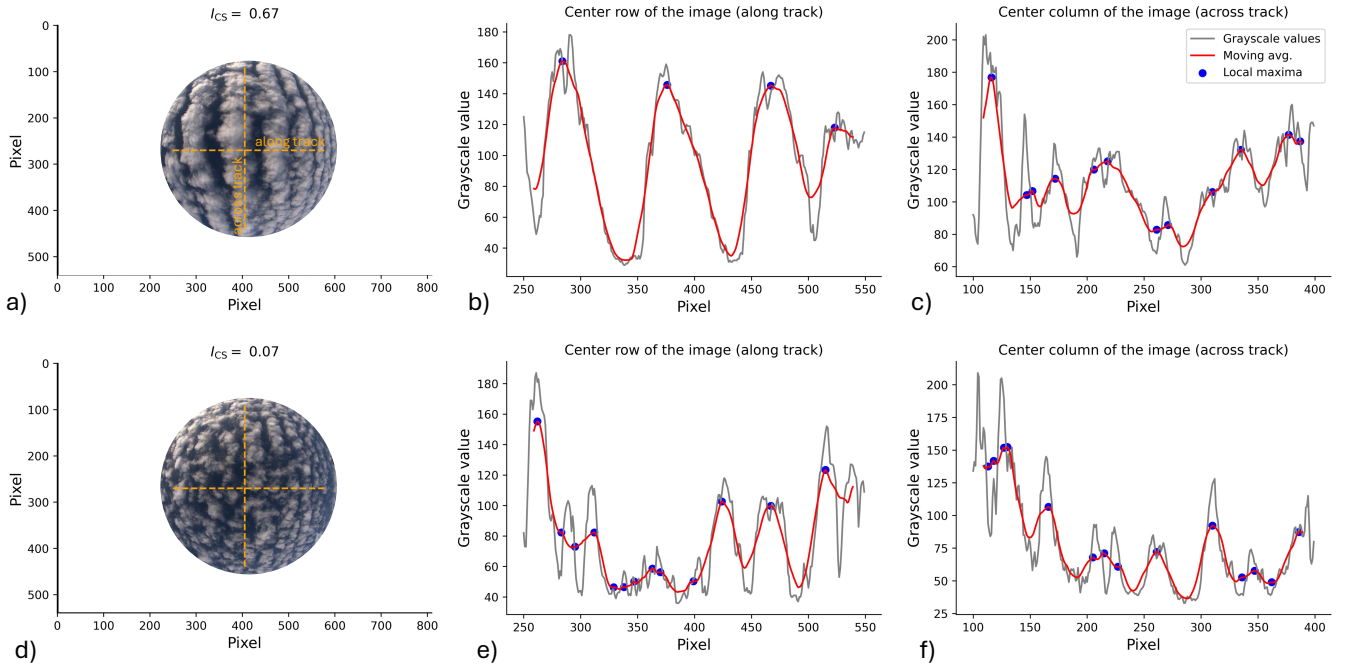 I_CS = 0.67
0
100
200
300
400
500
Pixel
along track
across track
0 100 200 300 400 500 600 700 800
Pixel
a)
Center row of the image (along track)
180
160
140
120
100
80
60
40
Grayscale value
250 300 350 400 450 500 550
Pixel
b)
Center column of the image (across track)
Grayscale values
Moving avg.
Local maxima
200
180
160
140
120
100
80
60
Grayscale value
100 150 200 250 300 350 400
Pixel
c)
I_CS = 0.07
0
100
200
300
400
500
Pixel
0 100 200 300 400 500 600 700 800
Pixel
d)
Center row of the image (along track)
180
160
140
120
100
80
60
40
Grayscale value
250 300 350 400 450 500 550
Pixel
e)
Center column of the image (across track)
200
175
150
125
100
75
50
25
Grayscale value
100 150 200 250 300 350 400
Pixel
f)